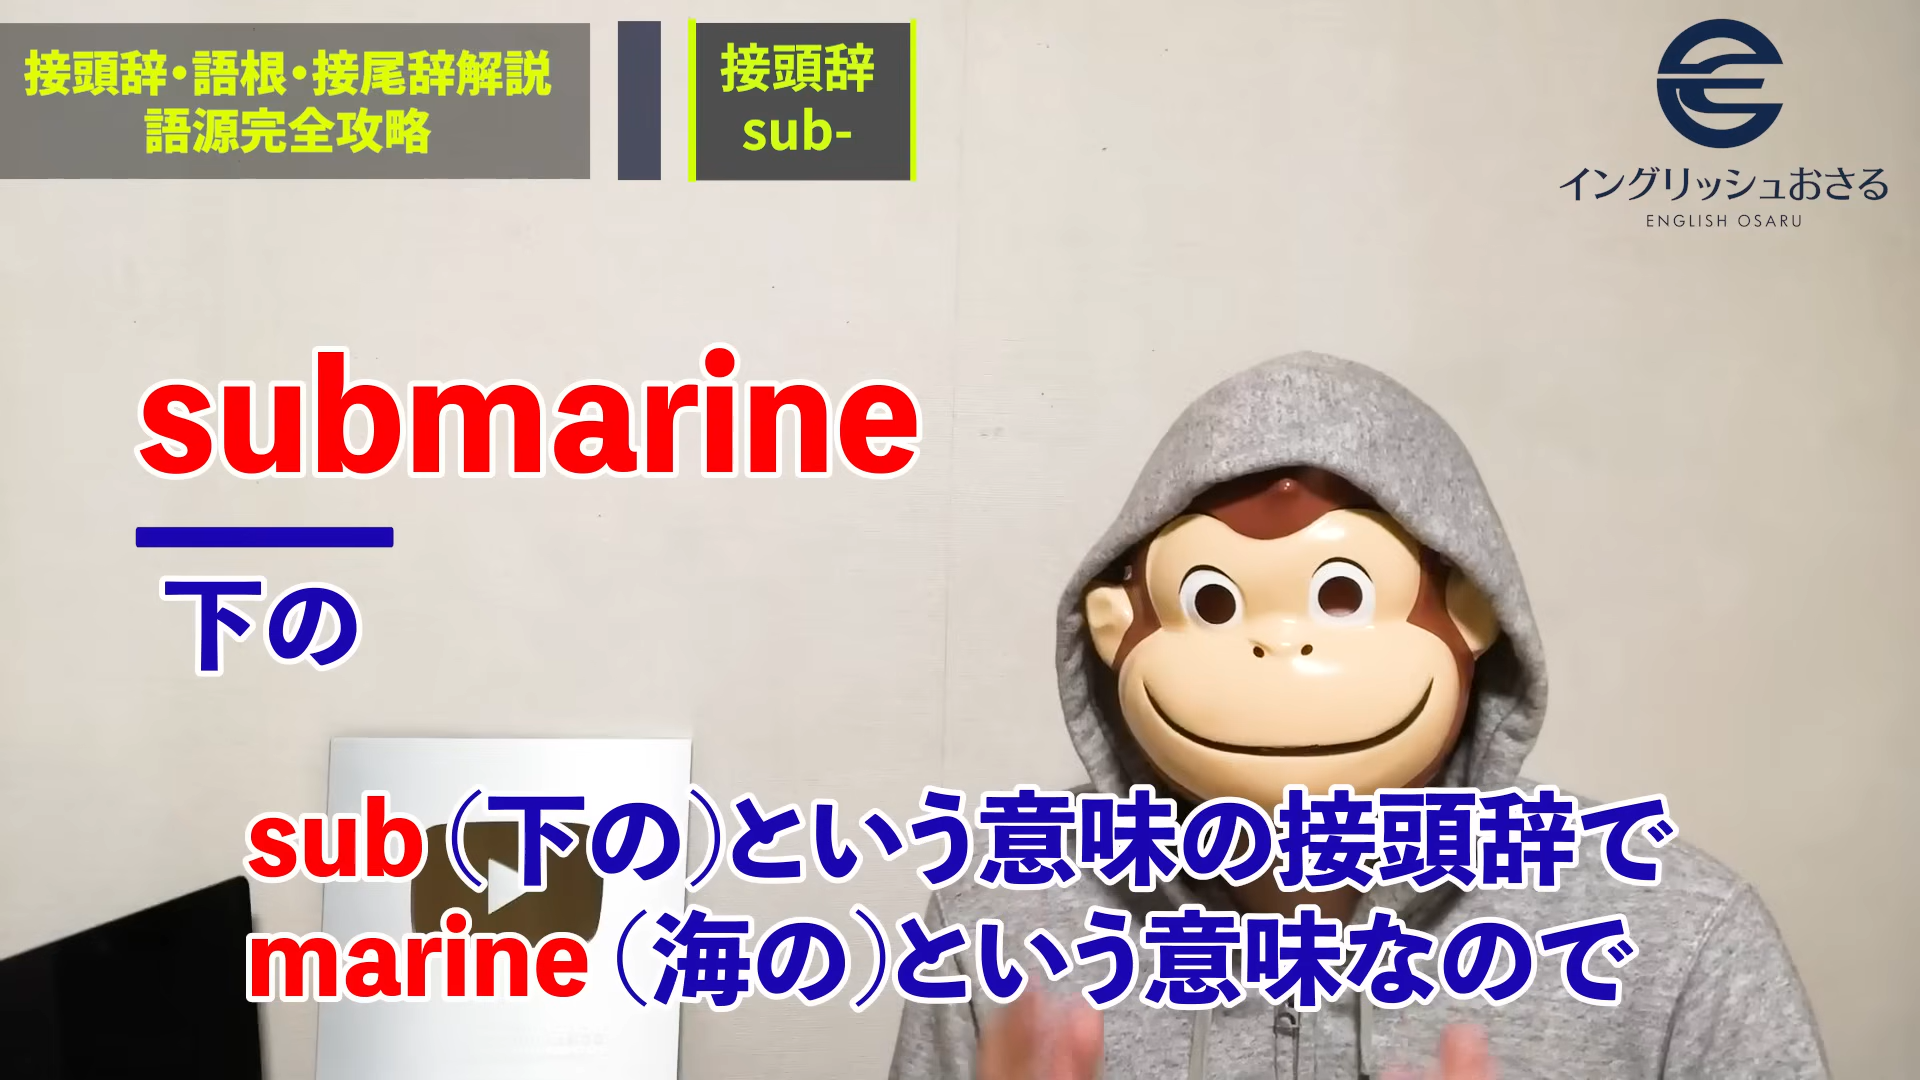 接頭辞・語根・接尾辞解説
語源完全攻略
接頭辞
sub-
イングリッシュおさる
ENGLISH OSARU
submarine
下の
sub（下の）という意味の接頭辞で
marine（海の）という意味なので